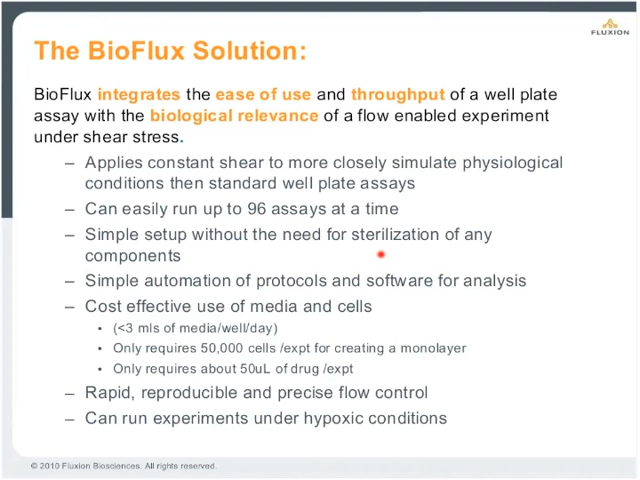 FLUXION
The BioFlux Solution:
BioFlux integrates the ease of use and throughput of a well plate
assay with the biological relevance of a flow enabled experiment
under shear stress.
– Applies constant shear to more closely simulate physiological
conditions then standard well plate assays
– Can easily run up to 96 assays at a time
– Simple setup without the need for sterilization of any
components
– Simple automation of protocols and software for analysis
– Cost effective use of media and cells
• (<3 mls of media/well/day)
• Only requires 50,000 cells /expt for creating a monolayer
• Only requires about 50uL of drug /expt
– Rapid, reproducible and precise flow control
– Can run experiments under hypoxic conditions
© 2010 Fluxion Biosciences. All rights reserved.